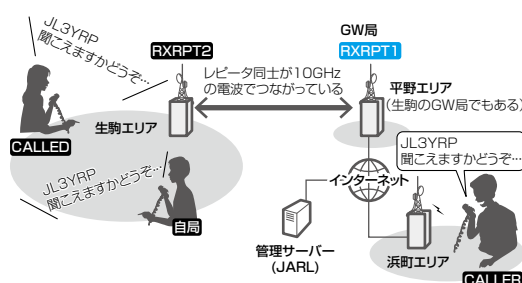 JL3YRP
聞こえますかどうぞ…
RXRPT2
GW局
RXRPT1
レピータ同士が10GHz
の電波でつながっている
平野エリア
(生駒のGW局でもある)
生駒エリア
CALLED
JL3YRP
聞こえますかどうぞ…
自局
JL3YRP
聞こえますかどうぞ…
インターネット
管理サーバー
(JARL)
浜町エリア
CALLER